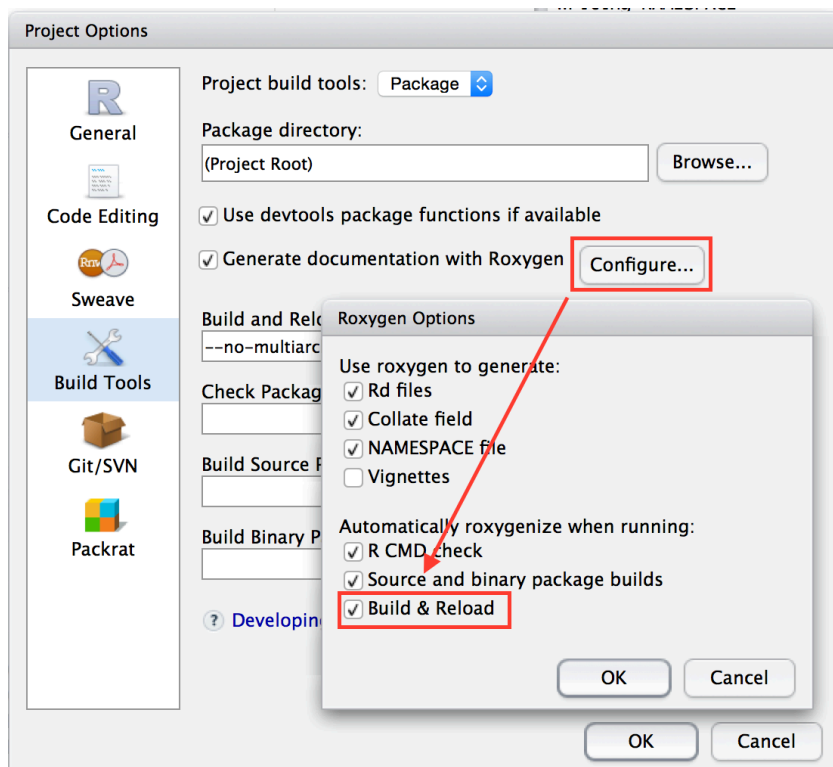 Project Options
General
Code Editing
Sweave
Build Tools
Git/SVN
Packrat
Project build tools: Package
Package directory:
(Project Root)
Browse...
Use devtools package functions if available
Generate documentation with Roxygen
Configure...
Build and Relo
--no-multiarc
Check Packag
Build Source
Build Binary P
? Developin
Roxygen Options
Use roxygen to generate:
Rd files
Collate field
NAMESPACE file
Vignettes
Automatically roxygenize when running:
R CMD check
Source and binary package builds
Build & Reload
OK
Cancel
OK
Cancel